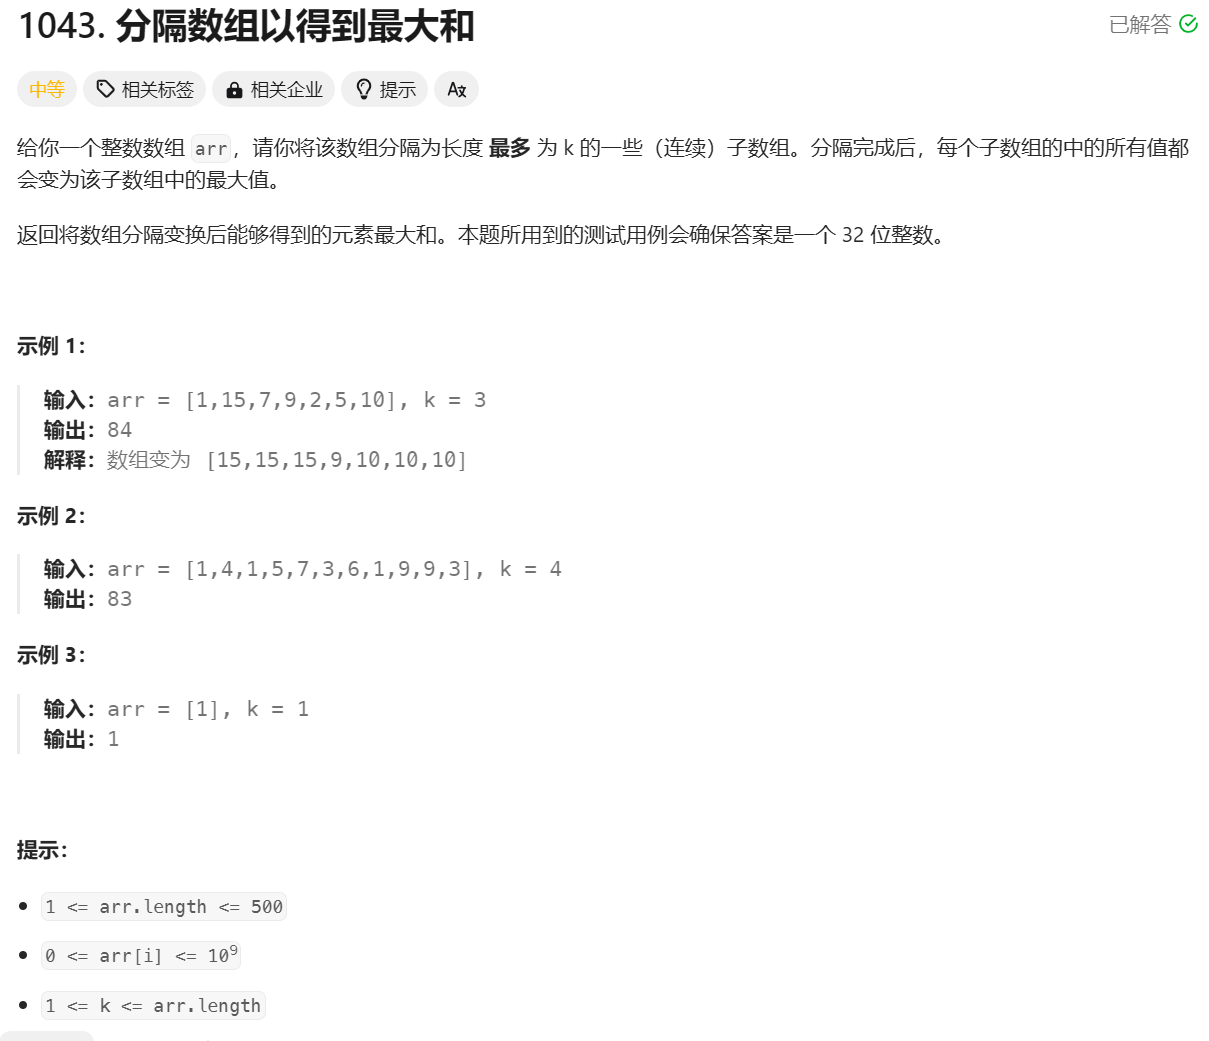 1043. 分隔数组以得到最大和
已解答
中等 相关标签 相关企业 提示 Aあ
给你一个整数数组 arr，请你将该数组分隔为长度 最多 为 k 的一些（连续）子数组。分隔完成后，每个子数组的中的所有值都
会变为该子数组中的最大值。
返回将数组分隔变换后能够得到的元素最大和。本题所用到的测试用例会确保答案是一个 32 位整数。
示例 1：
输入：arr = [1,15,7,9,2,5,10], k = 3
输出：84
解释：数组变为 [15,15,15,9,10,10,10]
示例 2：
输入：arr = [1,4,1,5,7,3,6,1,9,9,3], k = 4
输出：83
示例 3：
输入：arr = [1], k = 1
输出：1
提示：
1 <= arr.length <= 500
0 <= arr[i] <= 10⁹
1 <= k <= arr.length